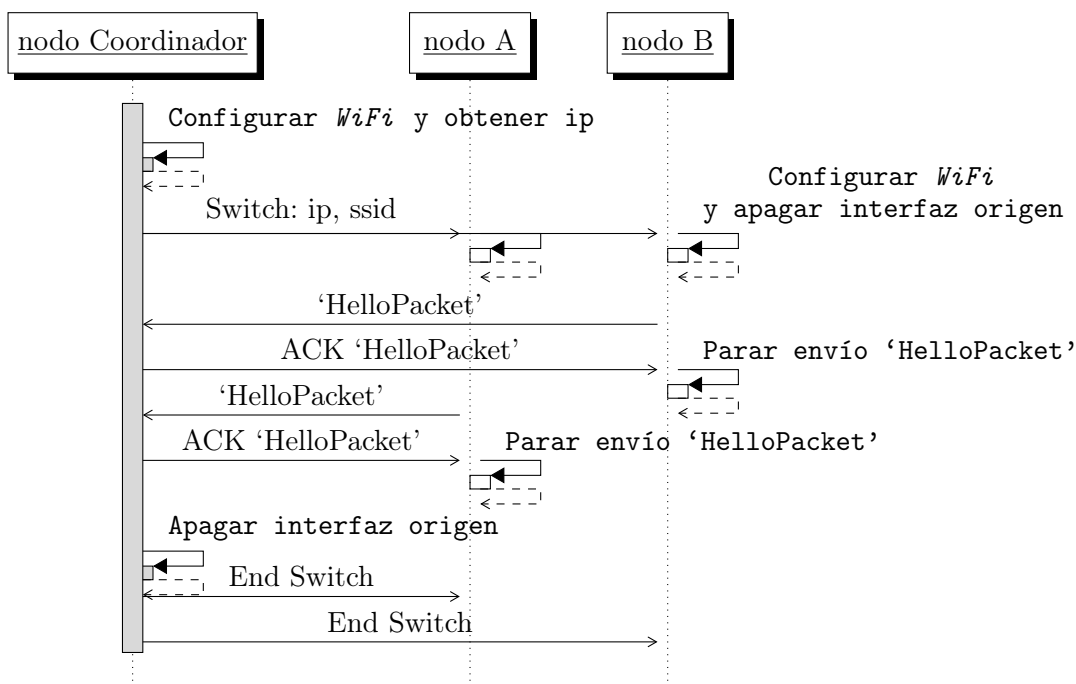 nodo Coordinador
nodo A
nodo B
Configurar WiFi y obtener ip
Configurar WiFi
y apagar interfaz origen
Switch: ip, ssid
‘HelloPacket’
ACK ‘HelloPacket’
Parar envío ‘HelloPacket’
‘HelloPacket’
ACK ‘HelloPacket’
Parar envío ‘HelloPacket’
Apagar interfaz origen
End Switch
End Switch